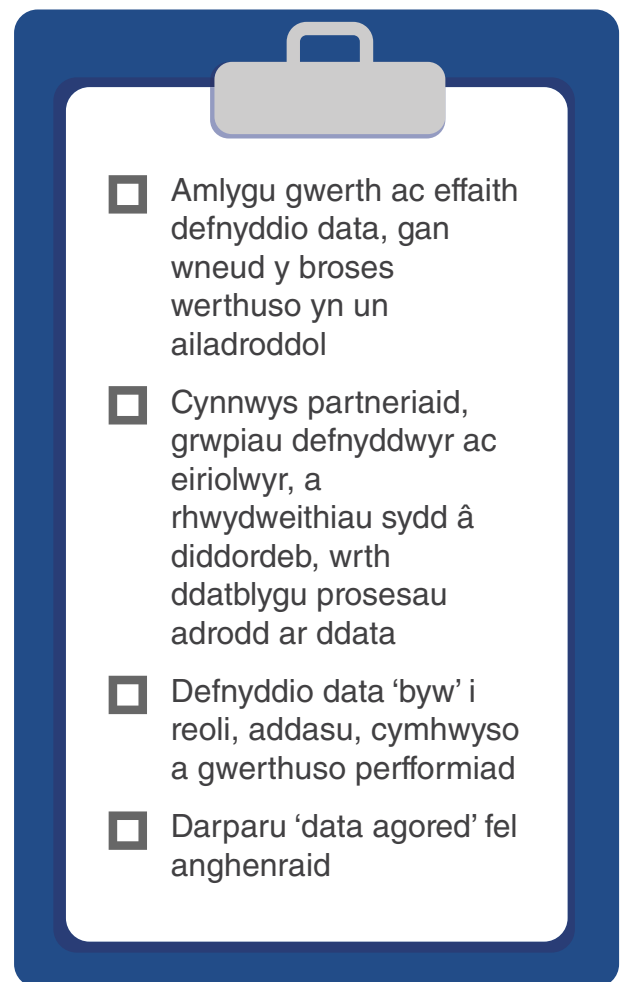 Amlygu gwerth ac effaith
defnyddio data, gan
wneud y broses
werthuso yn un
ailadroddol
Cynnwys partneriaid,
grwpiau defnyddwyr ac
eiriolwyr, a
rhwydweithiau sydd â
diddordeb, wrth
ddatblygu prosesau
adrodd ar ddata
Defnyddio data ‘byw’ i
reoli, addasu, cymhwyso
a gwerthuso perfformiad
Darparu ‘data agored’ fel
anghenraid